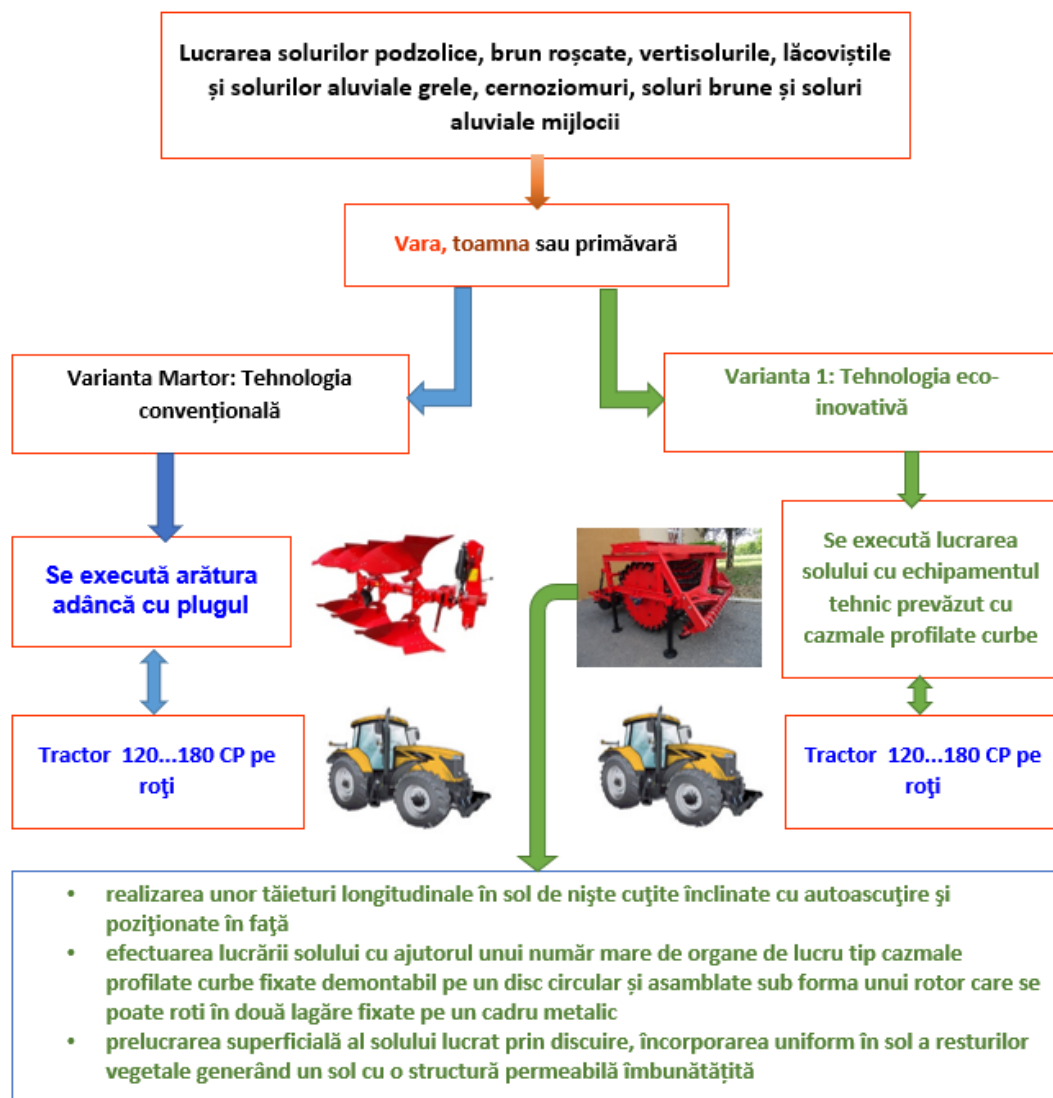 Lucrarea solurilor podzolice, brun roșcate, vertisolurile, lăcoviștile
și solurilor aluviale grele, cernoziomuri, soluri brune și soluri
aluviale mijlocii
Vara, toamna sau primăvară
Varianta Martor: Tehnologia
convențională
Varianta 1: Tehnologia eco-
inovativă
Se execută arătura
adâncă cu plugul
Se execută lucrarea
solului cu echipamentul
tehnic prevăzut cu
cazmale profilate curbe
Tractor 120...180 CP pe
roţi
Tractor 120...180 CP pe
roţi
• realizarea unor tăieturi longitudinale în sol de nişte cuţite înclinate cu autoascuţire şi
poziţionate în faţă
• efectuarea lucrării solului cu ajutorul unui număr mare de organe de lucru tip cazmale
profilate curbe fixate demontabil pe un disc circular și asamblate sub forma unui rotor care se
poate roti în două lagăre fixate pe un cadru metalic
• prelucrarea superficială al solului lucrat prin discuire, încorporarea uniform în sol a resturilor
vegetale generând un sol cu o structură permeabilă îmbunătățită